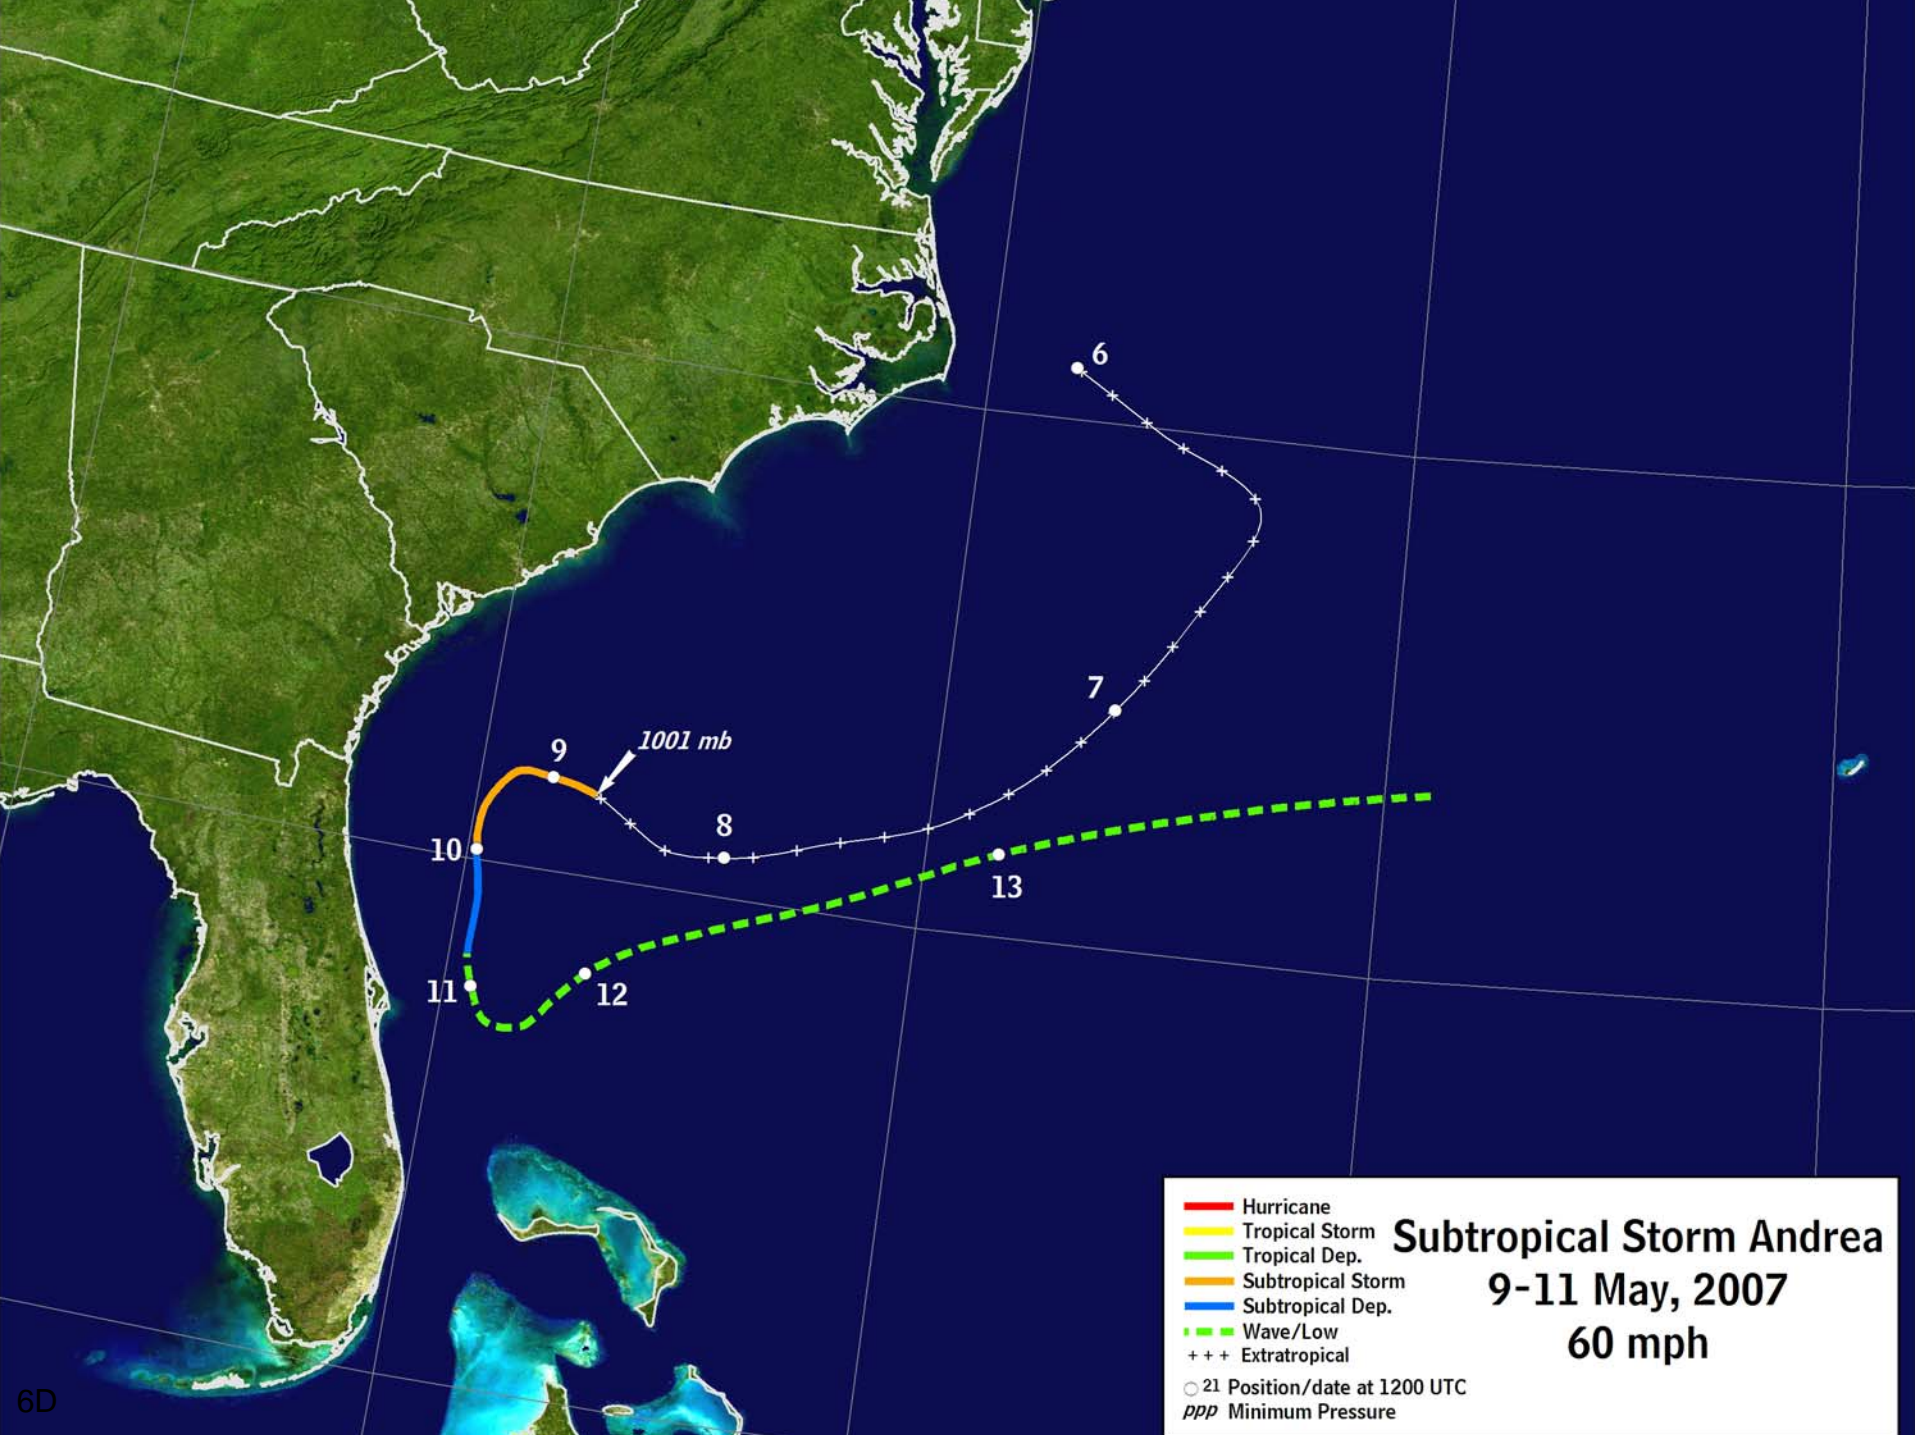 6
7
1001 mb
9
8
10
13
11
12
Hurricane
Tropical Storm
Tropical Dep.
Subtropical Storm
Subtropical Dep.
Wave/Low
+ + + Extratropical
21 Position/date at 1200 UTC
ppp Minimum Pressure
Subtropical Storm Andrea
9-11 May, 2007
60 mph
6D